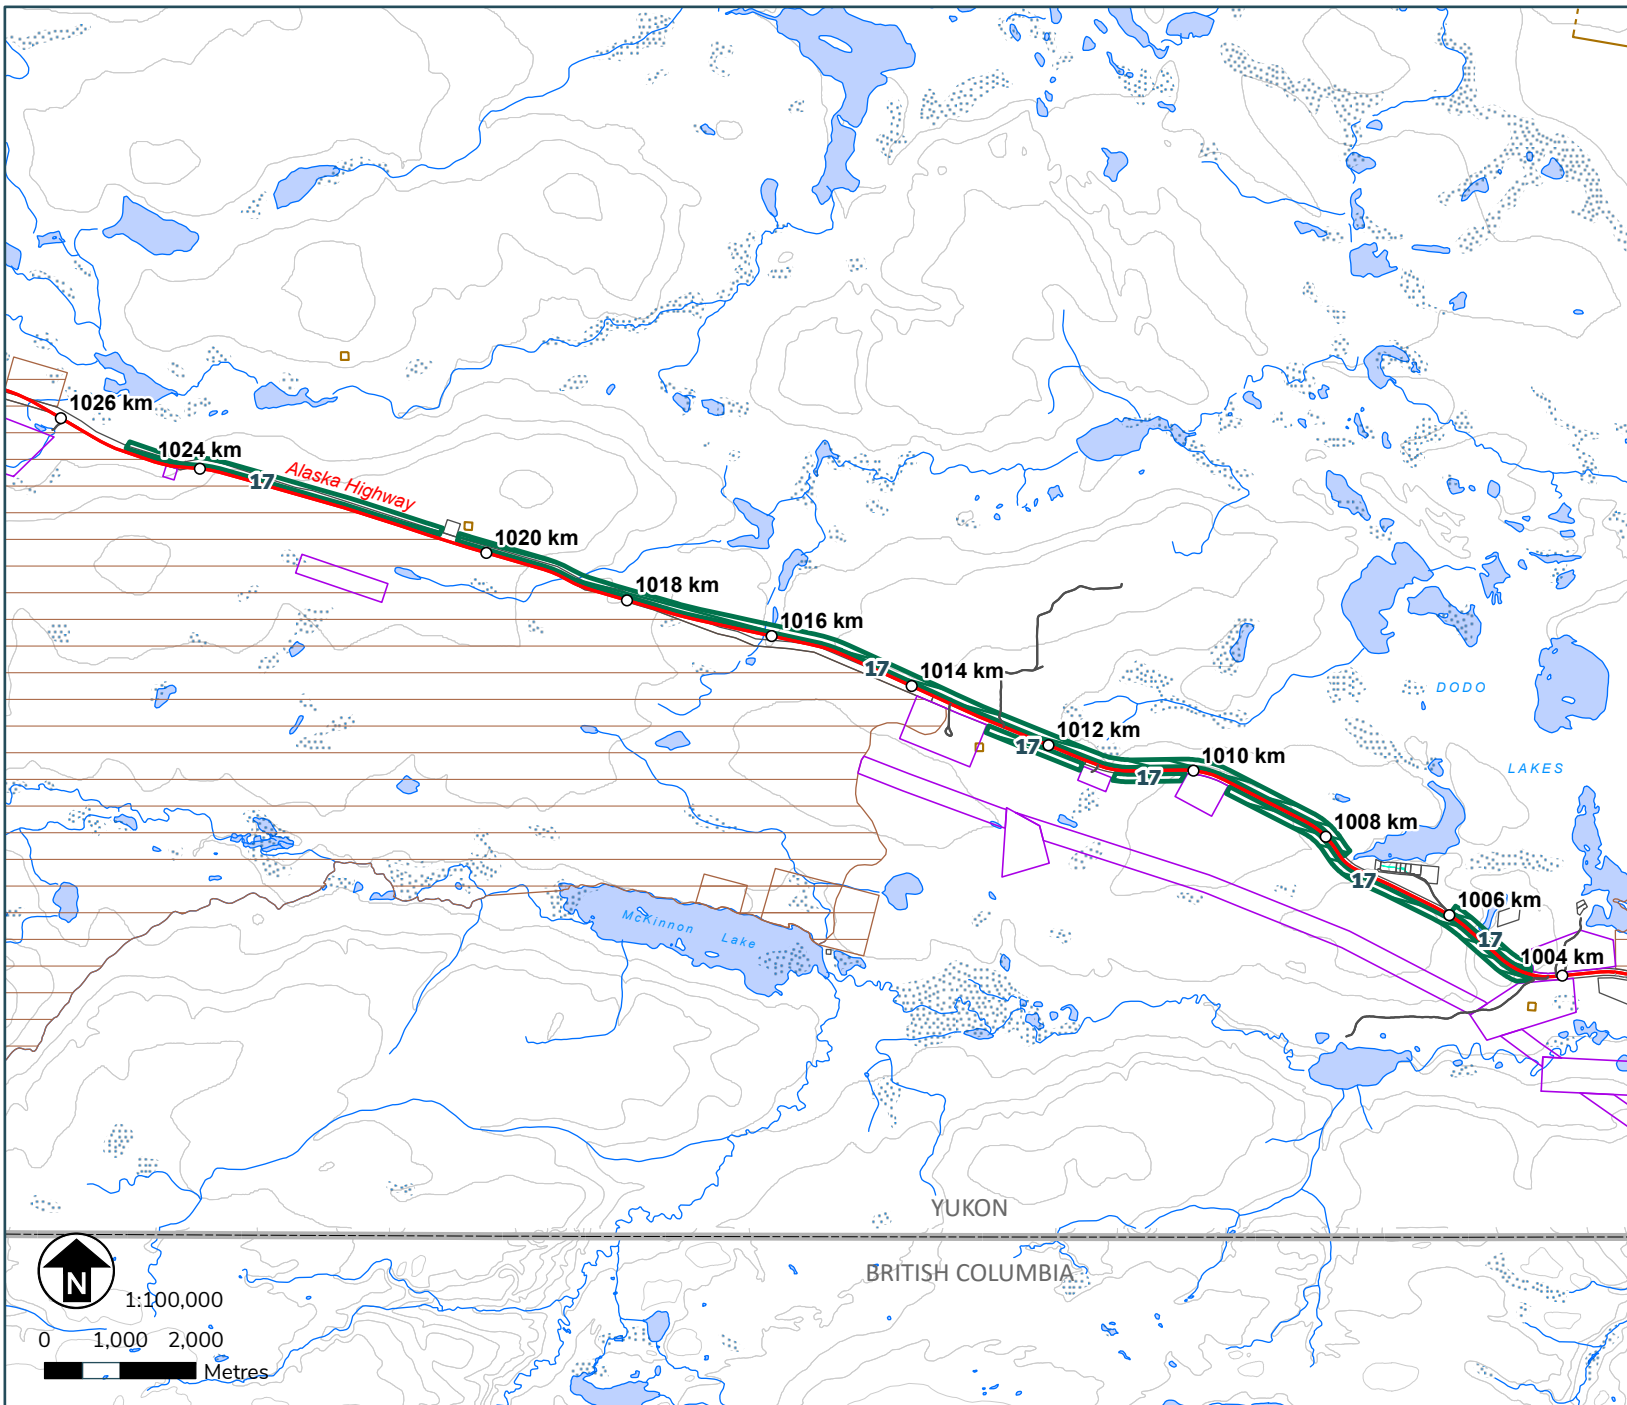 1026 km
1024 km
17
Alaska Highway
1020 km
1018 km
1016 km
17
1014 km
DODO
17
1012 km
1010 km
17
LAKES
1008 km
17
1006 km
McKinnon Lake
17
1004 km
YUKON
BRITISH COLUMBIA
N
1:100,000
0 1,000 2,000
Metres